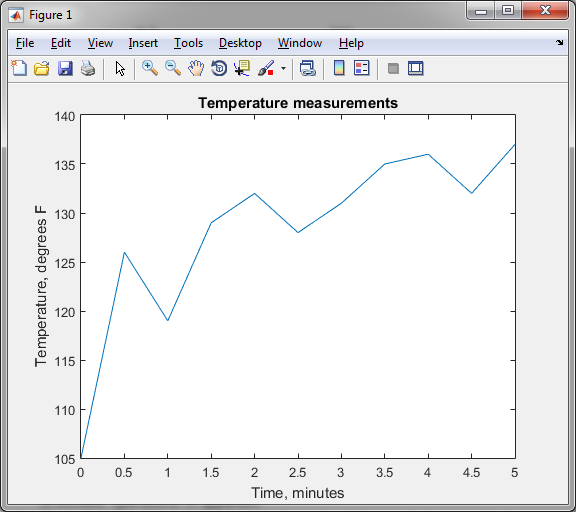 Figure 1
File Edit View Insert Tools Desktop Window Help
Temperature measurements
140
135
130
125
120
115
110
105
Temperature, degrees F
0 0.5 1 1.5 2 2.5 3 3.5 4 4.5 5
Time, minutes